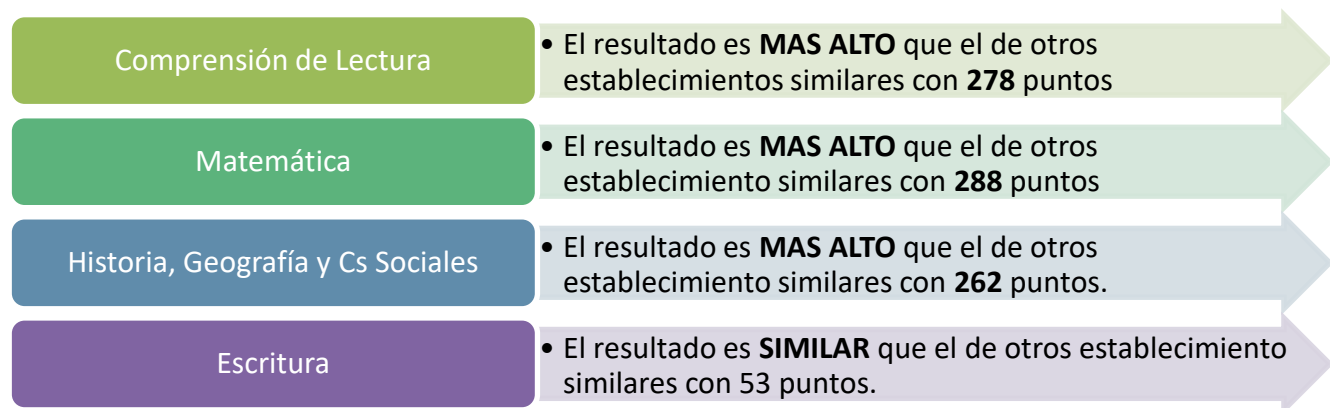 Comprensión de Lectura
• El resultado es MAS ALTO que el de otros
establecimientos similares con 278 puntos
Matemática
• El resultado es MAS ALTO que el de otros
establecimiento similares con 288 puntos
Historia, Geografía y Cs Sociales
• El resultado es MAS ALTO que el de otros
establecimiento similares con 262 puntos.
Escritura
• El resultado es SIMILAR que el de otros establecimiento
similares con 53 puntos.